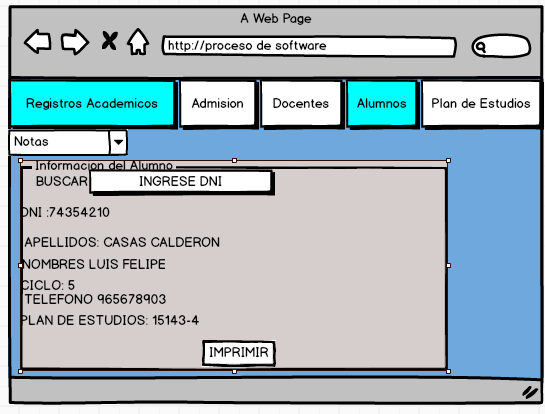 A Web Page
http://proceso de software
Registros Academicos
Admision
Docentes
Alumnos
Plan de Estudios
Notas
Informacion del Alumno
BUSCAR
INGRESE DNI
DNI :74354210
APELLIDOS: CASAS CALDERON
NOMBRES LUIS FELIPE
CICLO: 5
TELEFONO 965678903
PLAN DE ESTUDIOS: 15143-4
IMPRIMIR